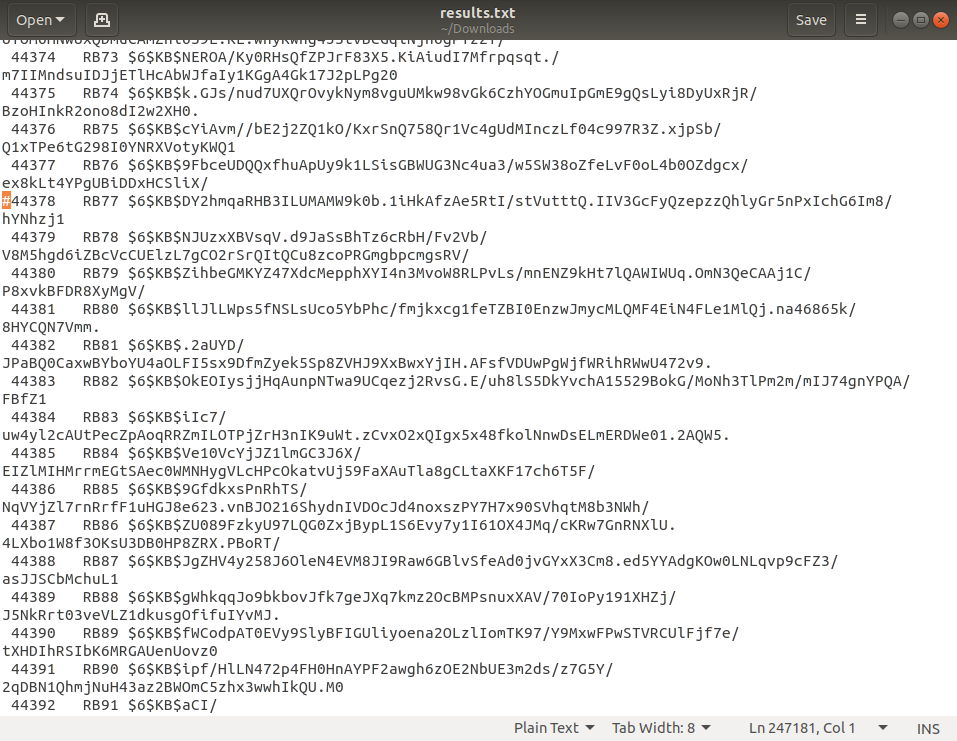 Open
results.txt
~/Downloads
Save
44374 RB73 $6$KB$NEROA/Ky0RHsQfZPJrF83X5.KiAiudI7Mfrpqsqt./
m7IIMndsuIDJjETlHcAbWJfaIy1KGgA4Gk17J2pLPg20
44375 RB74 $6$KB$k.GJs/nud7UXQrOvykNym8vguUMkw98vGk6CzhYOGmuIpGmE9gQsLyi8DyUxRjR/
BzoHInkR2ono8dI2w2XH0.
44376 RB75 $6$KB$cYiAvm//bE2j2ZQ1kO/KxrSnQ758Qr1Vc4gUdMInczLf04c997R3Z.xjpSb/
Q1xTPe6tG298I0YNRXVotyKWQ1
44377 RB76 $6$KB$9FbceUDQQxfhuApUy9k1LSisGBWUG3Nc4ua3/w5SW38oZfeLvF0oL4b0OZdgcx/
ex8kLt4YPgUBiDDxHCSliX/
#44378 RB77 $6$KB$DY2hmqaRHB3ILUMAMW9k0b.1iHkAfzAe5RtI/stVutttQ.IIV3GcFyQzepzzQhlyGr5nPxIchG6Im8/
hYNhzj1
44379 RB78 $6$KB$NJUzxXBVsqV.d9JaSsBhTz6cRbH/Fv2Vb/
V8M5hgd6iZBcVcCUElzL7gCO2rSrQItQCu8zcoPRGmgbpcmgsRV/
44380 RB79 $6$KB$ZihbeGMKYZ47XdcMepphXYI4n3MvoW8RLPvLs/mnENZ9kHt7lQAWIWUq.OmN3QeCAAj1C/
P8xvkBFDR8XyMgV/
44381 RB80 $6$KB$llJlLWps5fNSLsUco5YbPhc/fmjkxcg1feTZBI0EnzwJmycMLQMF4EiN4FLe1MlQj.na46865k/
8HYCQN7Vmm.
44382 RB81 $6$KB$.2aUYD/
JPaBQ0CaxwBYboYU4aOLFI5sx9DfmZyek5Sp8ZVHJ9XxBwxYjIH.AFsfVDUwPgWjfWRihRWwU472v9.
44383 RB82 $6$KB$OkEOIysjjHqAunpNTwa9UCqezj2RvsG.E/uh8lS5DkYvchA15529BokG/MoNh3TlPm2m/mIJ74gnYPQA/
FBfZ1
44384 RB83 $6$KB$iIc7/
uw4yl2cAUtPecZpAoqRRZmILOTPjZrH3nIK9uWt.zCvxO2xQIgx5x48fkolNnwDsELmERDWe01.2AQW5.
44385 RB84 $6$KB$Ve10VcYjJZ1lmGC3J6X/
EIZlMIHMrrmEGtSAec0WMNHygVLcHPcOkatvUj59FaXAuTla8gCLtaXKF17ch6T5F/
44386 RB85 $6$KB$9GfdkxsPnRhTS/
NqVYjZl7rnRrfF1uHGJ8e623.vnBJO216ShydnIVDOcJd4noxszPY7H7x90SVhqtM8b3NWh/
44387 RB86 $6$KB$ZU089FzkyU97LQG0ZxjBypL1S6Evy7y1I61OX4JMq/cKRw7GnRNXlU.
4LXbo1W8f3OKsU3DB0HP8ZRX.PBoRT/
44388 RB87 $6$KB$JgZHV4y258J6OleN4EVM8JI9Raw6GBlvSfeAd0jvGYxX3Cm8.ed5YYAdgKOw0LNLqvp9cFZ3/
asJJSCbMchuL1
44389 RB88 $6$KB$gWhkqqJo9bkbovJfk7geJXq7kmz2OcBMPsnuxXAV/70IoPy191XHZj/
J5NkRrt03veVLZ1dkusgOfifuIYvMJ.
44390 RB89 $6$KB$fWCodpAT0EVy9SlyBFIGUliyoena2OLzlIomTK97/Y9MxwFPwSTVRCUlFjf7e/
tXHDIhRSIbK6MRGAUenUovz0
44391 RB90 $6$KB$ipf/HlLN472p4FH0HnAYPF2awgh6zOE2NbUE3m2ds/z7G5Y/
2qDBN1QhmjNuH43az2BWOmC5zhx3wwhIkQU.M0
44392 RB91 $6$KB$aCI/
Plain Text Tab Width: 8 Ln 247181, Col 1 INS